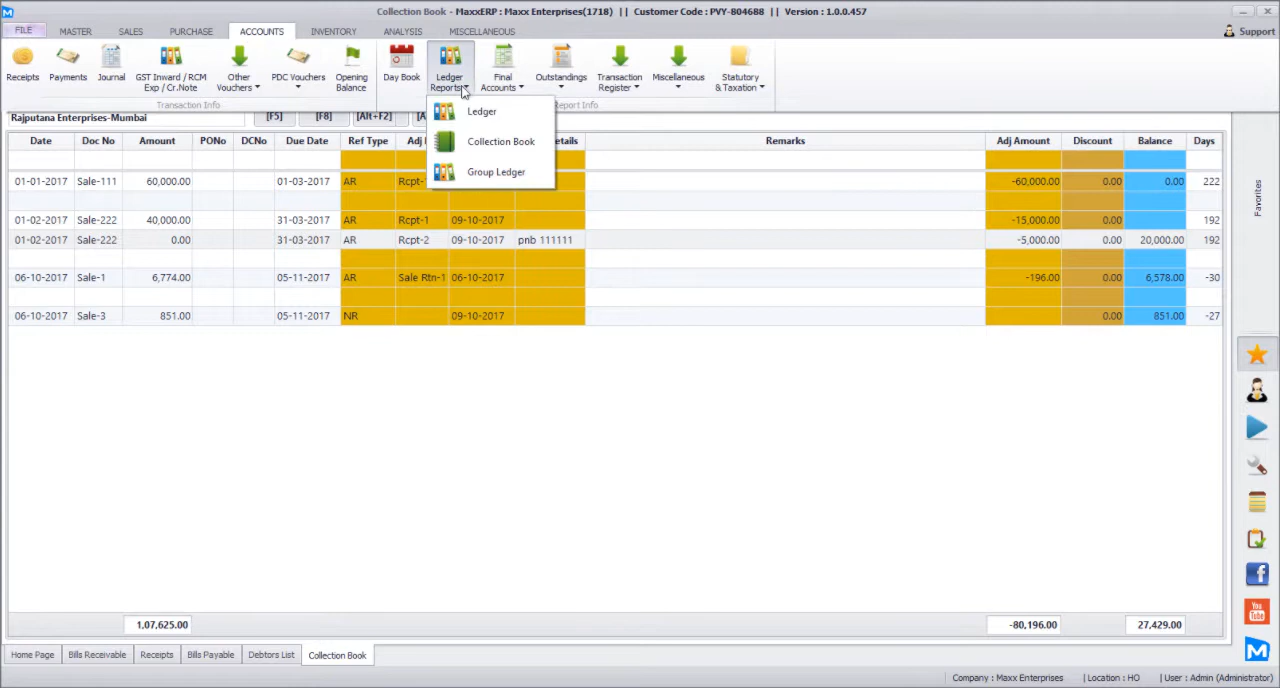 Collection Book - MaxxERP : Maxx Enterprises(1718) || Customer Code : PVY-804688 || Version : 1.0.0.457
FILE MASTER SALES PURCHASE ACCOUNTS INVENTORY ANALYSIS MISCELLANEOUS Support
Receipts Payments Journal GST Inward / RCM Exp / Cr.Note Other Vouchers PDC Vouchers Opening Balance Day Book Ledger Reports Final Accounts Outstandings Transaction Register Miscellaneous Statutory & Taxation
Transaction Info Report Info
Ledger
Collection Book
Group Ledger
Rajputana Enterprises-Mumbai [F5] [F8] [Alt+F2]
Date Doc No Amount PONo DCNo Due Date Ref Type Adj Remarks Adj Amount Discount Balance Days
01-01-2017 Sale-111 60,000.00 01-03-2017 AR Rcpt- -60,000.00 0.00 0.00 222
01-02-2017 Sale-222 40,000.00 31-03-2017 AR Rcpt-1 09-10-2017 -15,000.00 0.00 192
01-02-2017 Sale-222 0.00 31-03-2017 AR Rcpt-2 09-10-2017 pnb 111111 -5,000.00 0.00 20,000.00 192
06-10-2017 Sale-1 6,774.00 05-11-2017 AR Sale Rtn-1 06-10-2017 -196.00 0.00 6,578.00 -30
06-10-2017 Sale-3 851.00 05-11-2017 NR 09-10-2017 0.00 851.00 -27
1,07,625.00 -80,196.00 27,429.00
Favorites
You Tube
Home Page Bills Receivable Receipts Bills Payable Debtors List Collection Book
Company : Maxx Enterprises | Location : HO | User : Admin (Administrator)